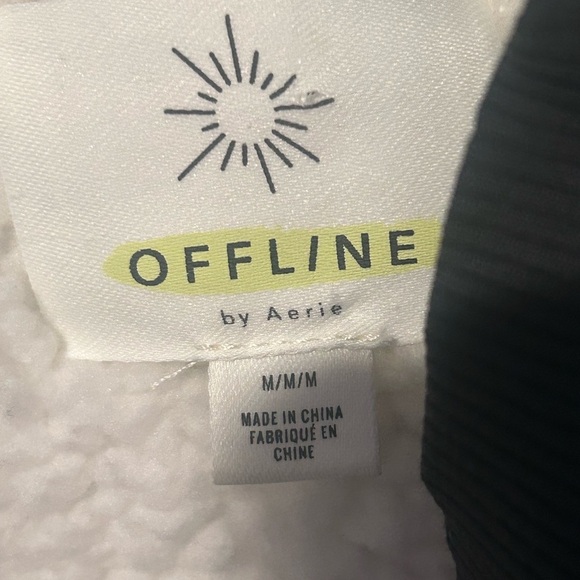 OFFLINE
by Aerie
M/M/M
MADE IN CHINA
FABRIQUÉ EN
CHINE